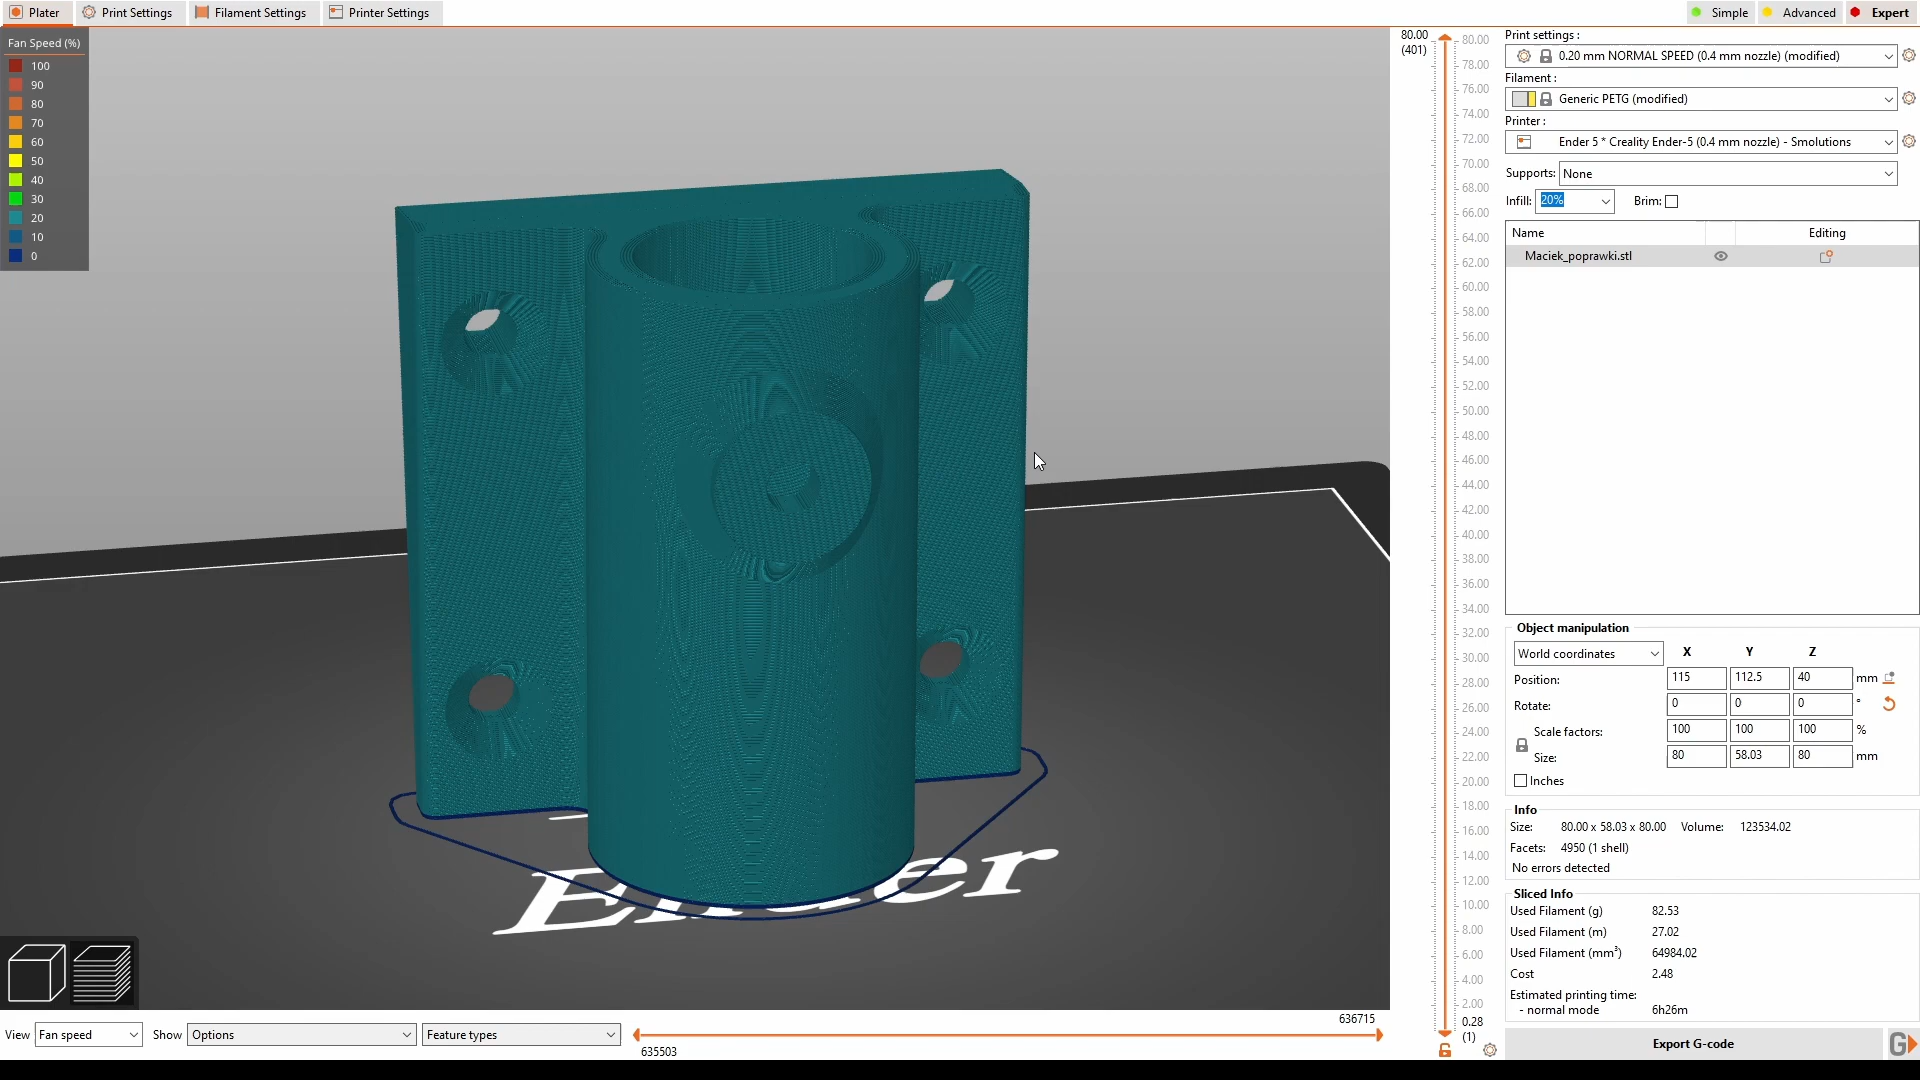 Plater Print Settings Filament Settings Printer Settings Simple Advanced Expert
Fan Speed (%)
100
90
80
70
60
50
40
30
20
10
0
Ender
80.00
(401)
80.00
78.00
76.00
74.00
72.00
70.00
68.00
66.00
64.00
62.00
60.00
58.00
56.00
54.00
52.00
50.00
48.00
46.00
44.00
42.00
40.00
38.00
36.00
34.00
32.00
30.00
28.00
26.00
24.00
22.00
20.00
18.00
16.00
14.00
12.00
10.00
8.00
6.00
4.00
2.00
0.28
(1)
Print settings :
0.20 mm NORMAL SPEED (0.4 mm nozzle) (modified)
Filament :
Generic PETG (modified)
Printer :
Ender 5 * Creality Ender-5 (0.4 mm nozzle) - Smolutions
Supports: None
Infill: 20% Brim:
Name Editing
Maciek_poprawki.stl
Object manipulation
World coordinates X Y Z
Position: 115 112.5 40 mm
Rotate: 0 0 0 °
Scale factors: 100 100 100 %
Size: 80 58.03 80 mm
Inches
Info
Size: 80.00 x 58.03 x 80.00 Volume: 123534.02
Facets: 4950 (1 shell)
No errors detected
Sliced Info
Used Filament (g) 82.53
Used Filament (m) 27.02
Used Filament (mm³) 64984.02
Cost 2.48
Estimated printing time:
- normal mode 6h26m
Export G-code G
View Fan speed Show Options Feature types
636715
635503